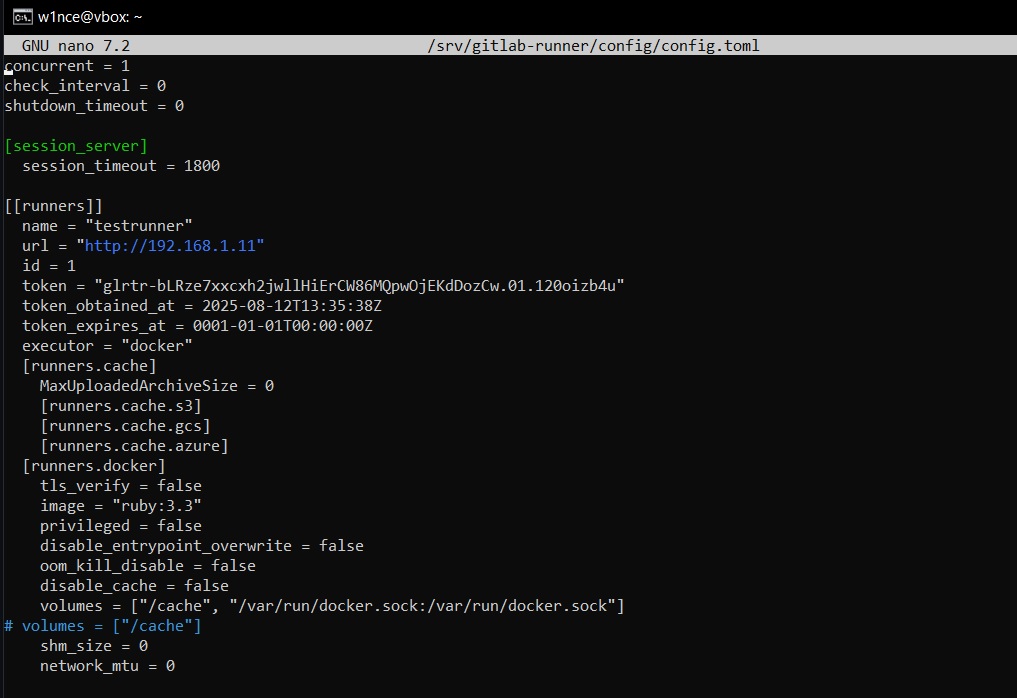 w1nce@vbox: ~
GNU nano 7.2 /srv/gitlab-runner/config/config.toml
concurrent = 1
check_interval = 0
shutdown_timeout = 0
[session_server]
session_timeout = 1800
[[runners]]
name = "testrunner"
url = "http://192.168.1.11"
id = 1
token = "glrtr-bLRze7xxcxh2jwllHiErCW86MQpwOjEKdDozCw.01.120oizb4u"
token_obtained_at = 2025-08-12T13:35:38Z
token_expires_at = 0001-01-01T00:00:00Z
executor = "docker"
[runners.cache]
MaxUploadedArchiveSize = 0
[runners.cache.s3]
[runners.cache.gcs]
[runners.cache.azure]
[runners.docker]
tls_verify = false
image = "ruby:3.3"
privileged = false
disable_entrypoint_overwrite = false
oom_kill_disable = false
disable_cache = false
volumes = ["/cache", "/var/run/docker.sock:/var/run/docker.sock"]
# volumes = ["/cache"]
shm_size = 0
network_mtu = 0